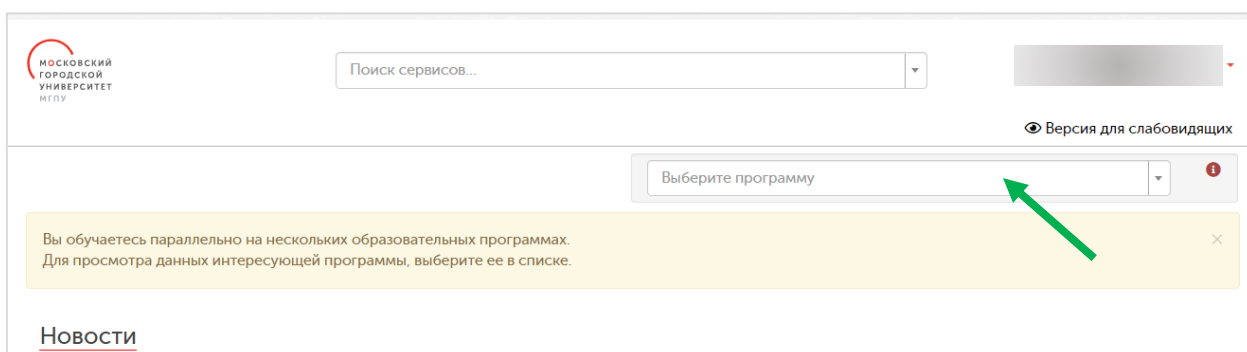 МОСКОВСКИЙ
ГОРОДСКОЙ
УНИВЕРСИТЕТ
МГПУ
Поиск сервисов...
Версия для слабовидящих
Выберите программу
Вы обучаетесь параллельно на нескольких образовательных программах.
Для просмотра данных интересующей программы, выберите ее в списке.
Новости